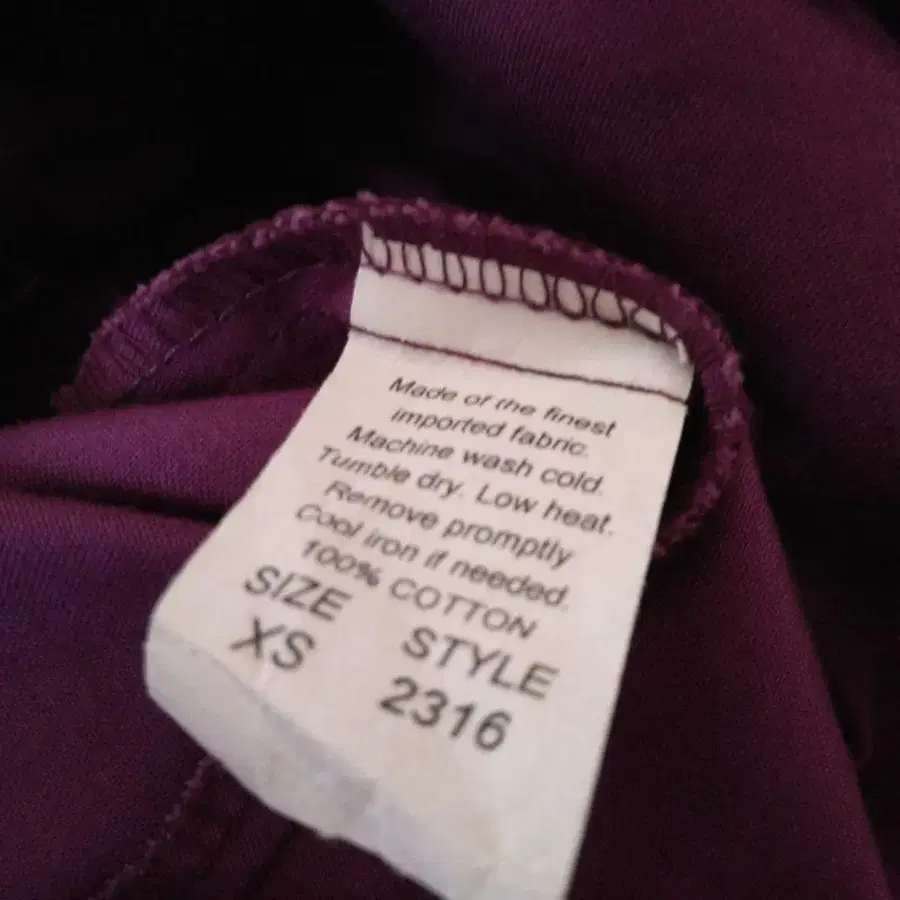 Made of the finest
imported fabric.
Machine wash cold.
Tumble dry. Low heat.
Remove promptly
Cool iron if needed.
100% COTTON
SIZE STYLE
XS 2316